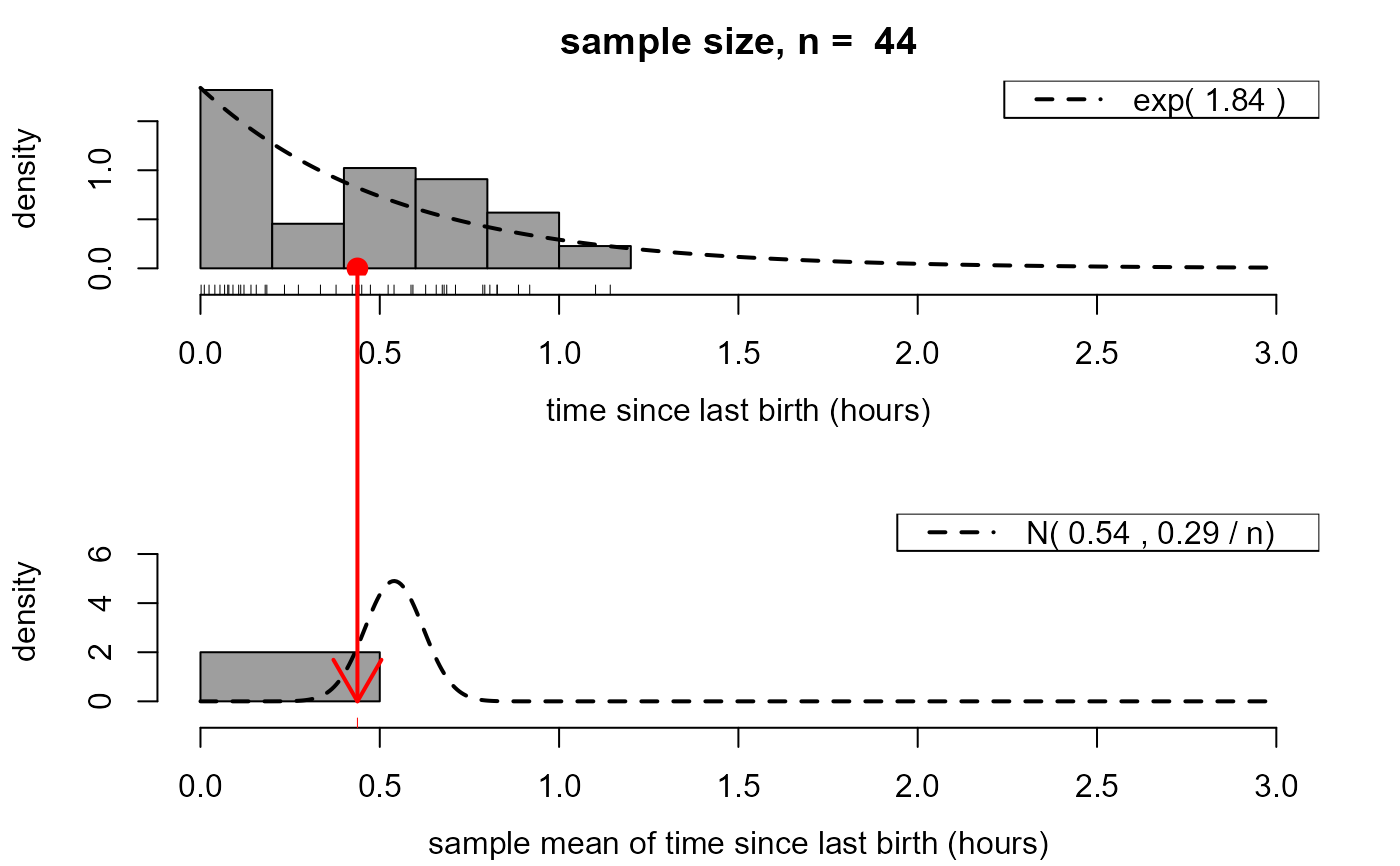 sample size, n =  44
exp( 1.84 )
density
1.0
0.0
0.0 0.5 1.0 1.5 2.0 2.5 3.0
time since last birth (hours)
N( 0.54 , 0.29 / n)
density
6
4
2
0
0.0 0.5 1.0 1.5 2.0 2.5 3.0
sample mean of time since last birth (hours)